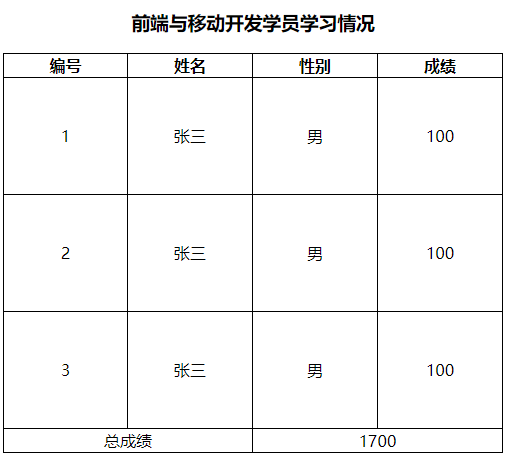 前端与移动开发学员学习情况
编号 姓名 性别 成绩
1 张三 男 100
2 张三 男 100
3 张三 男 100
总成绩 1700